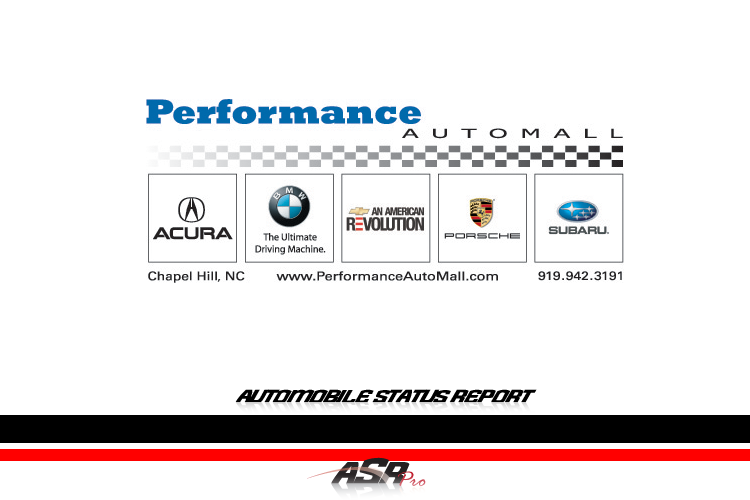 Performance
AUTOMALL
ACURA
BMW
The Ultimate
Driving Machine.
AN AMERICAN
REVOLUTION
PORSCHE
SUBARU.
Chapel Hill, NC www.PerformanceAutoMall.com 919.942.3191
AUTOMOBILE STATUS REPORT
ASR Pro